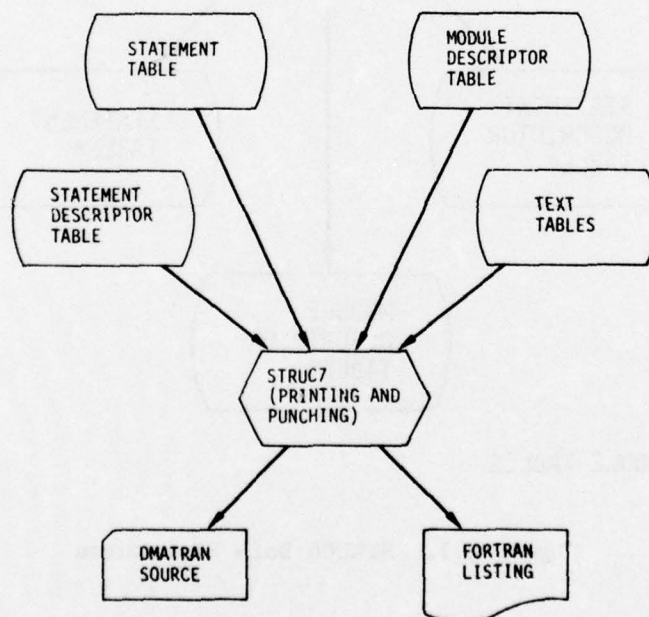 STATEMENT
TABLE
MODULE
DESCRIPTOR
TABLE
STATEMENT
DESCRIPTOR
TABLE
TEXT
TABLES
STRUC7
(PRINTING AND
PUNCHING)
DMATRAN
SOURCE
FORTRAN
LISTING